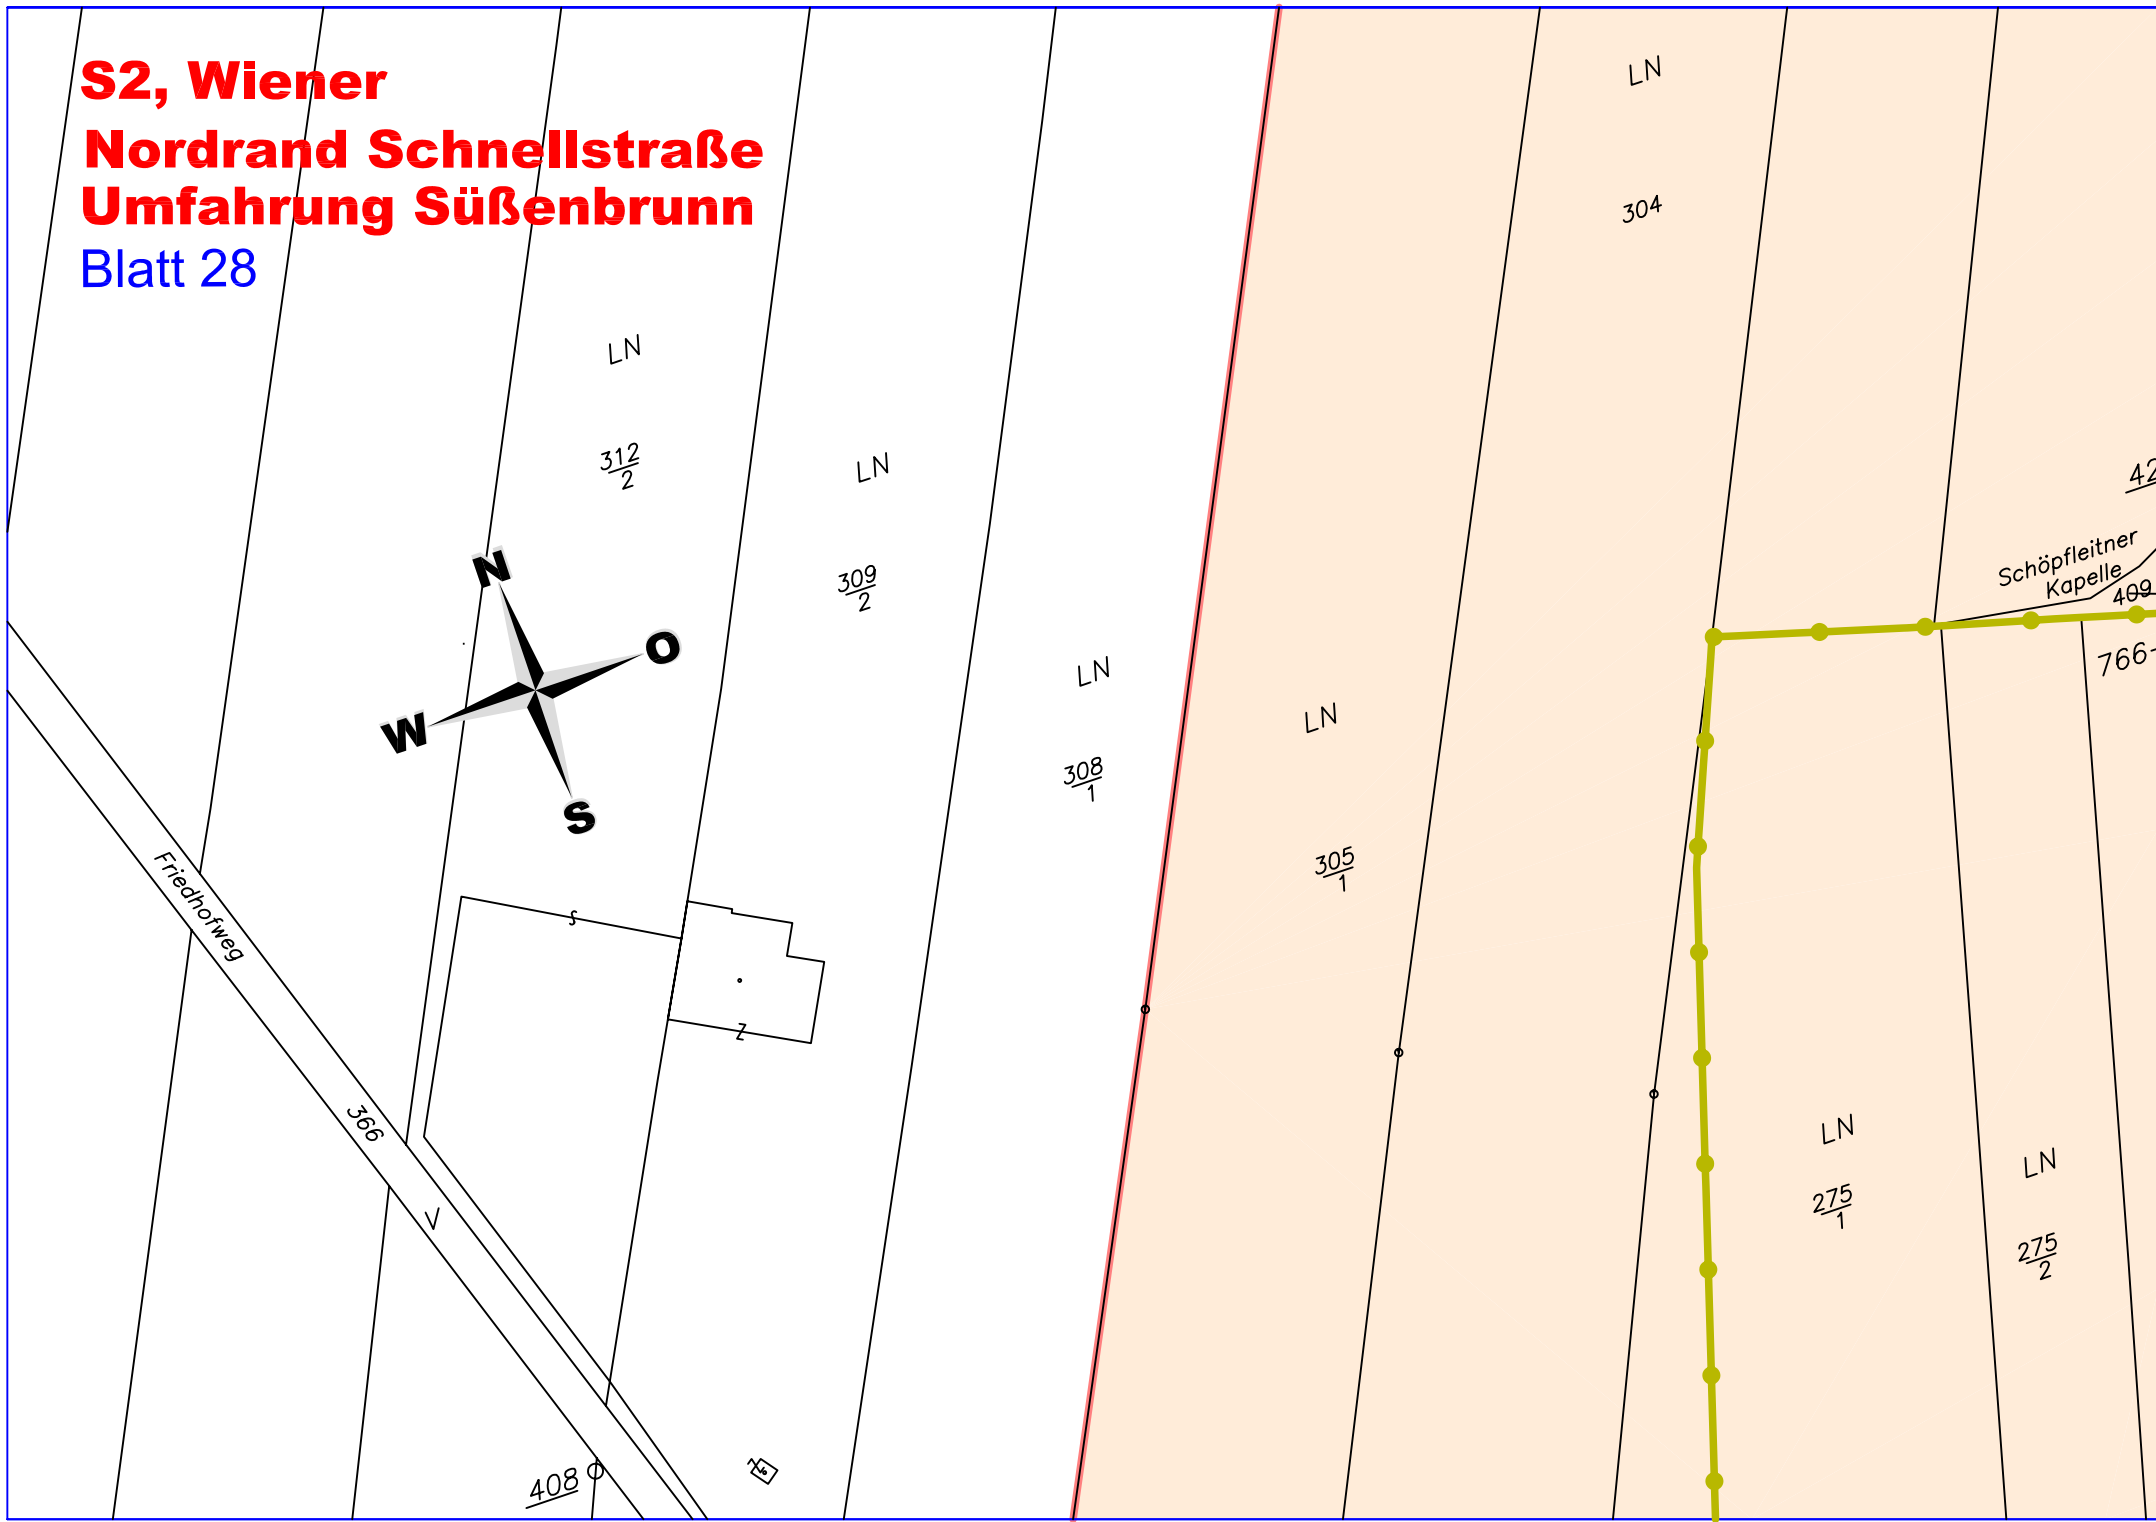 S2, Wiener
Nordrand Schnellstraße
Umfahrung Süßenbrunn
Blatt 28
LN
304
LN
312
2
LN
309
2
N
O
W
S
Schöpfleitner
Kapelle
409
766-
LN
308
1
LN
305
1
Friedhofweg
366
LN
275
1
LN
275
2
408